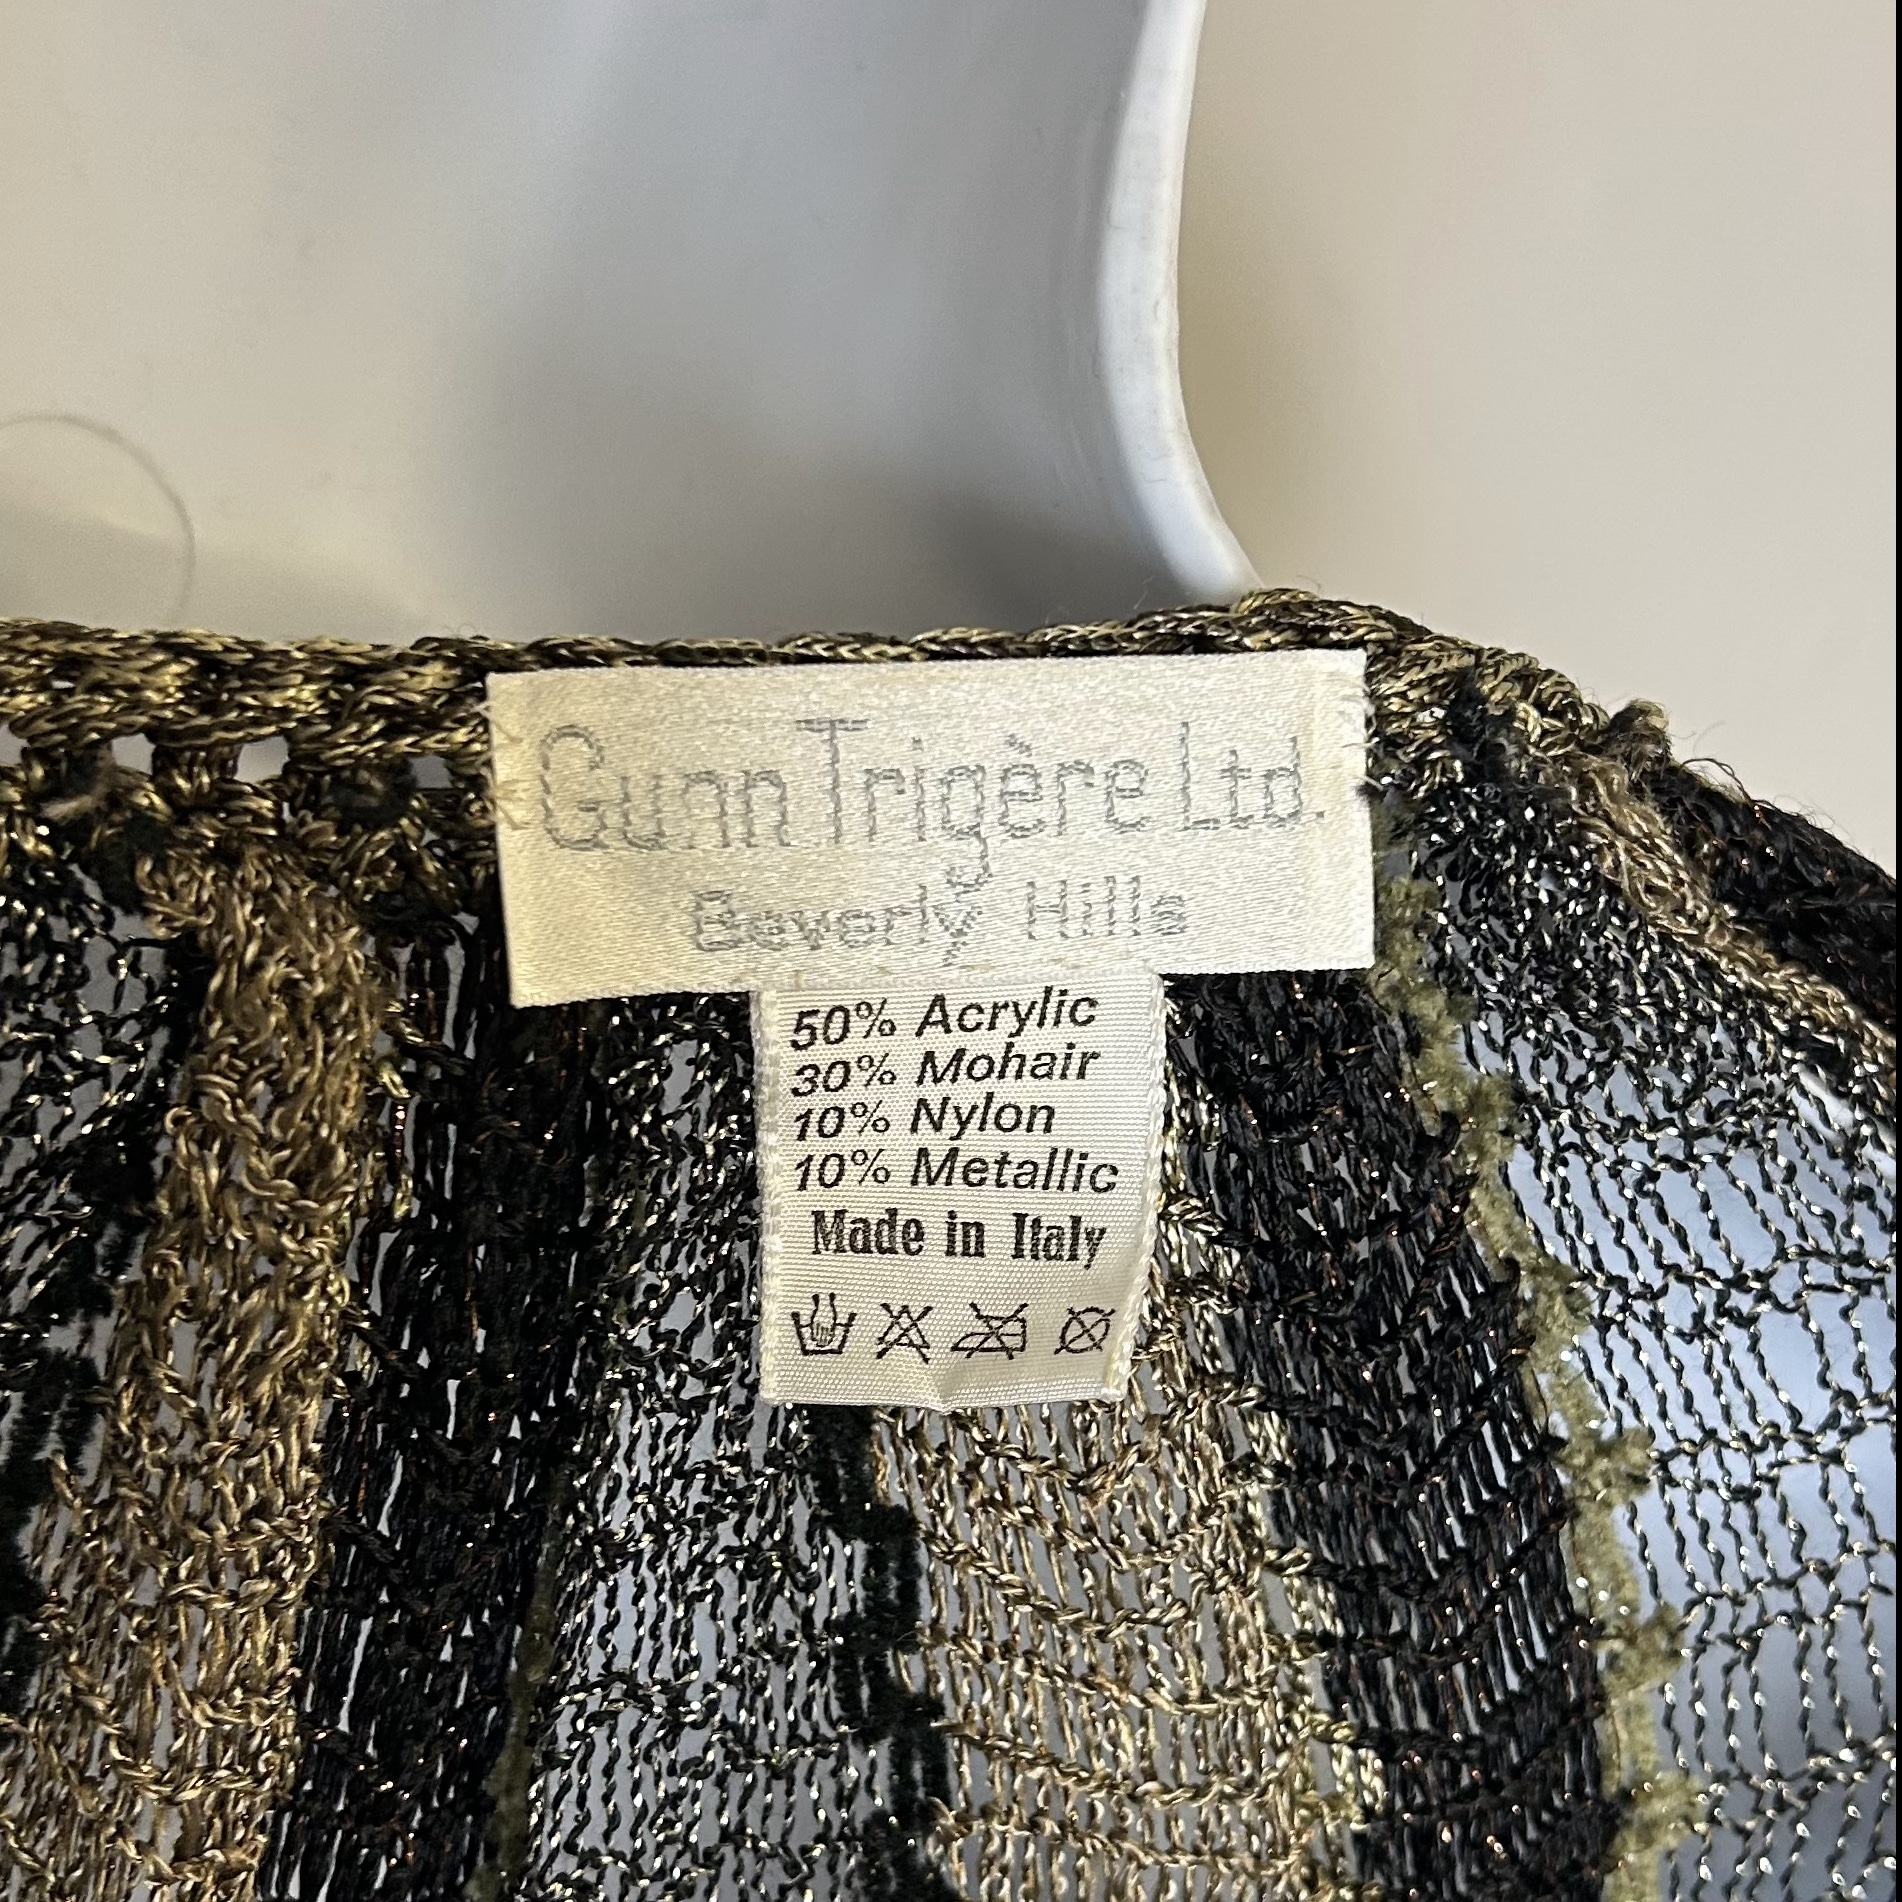 Gunn Trigère Ltd.
Beverly Hills
50% Acrylic
30% Mohair
10% Nylon
10% Metallic
Made in Italy